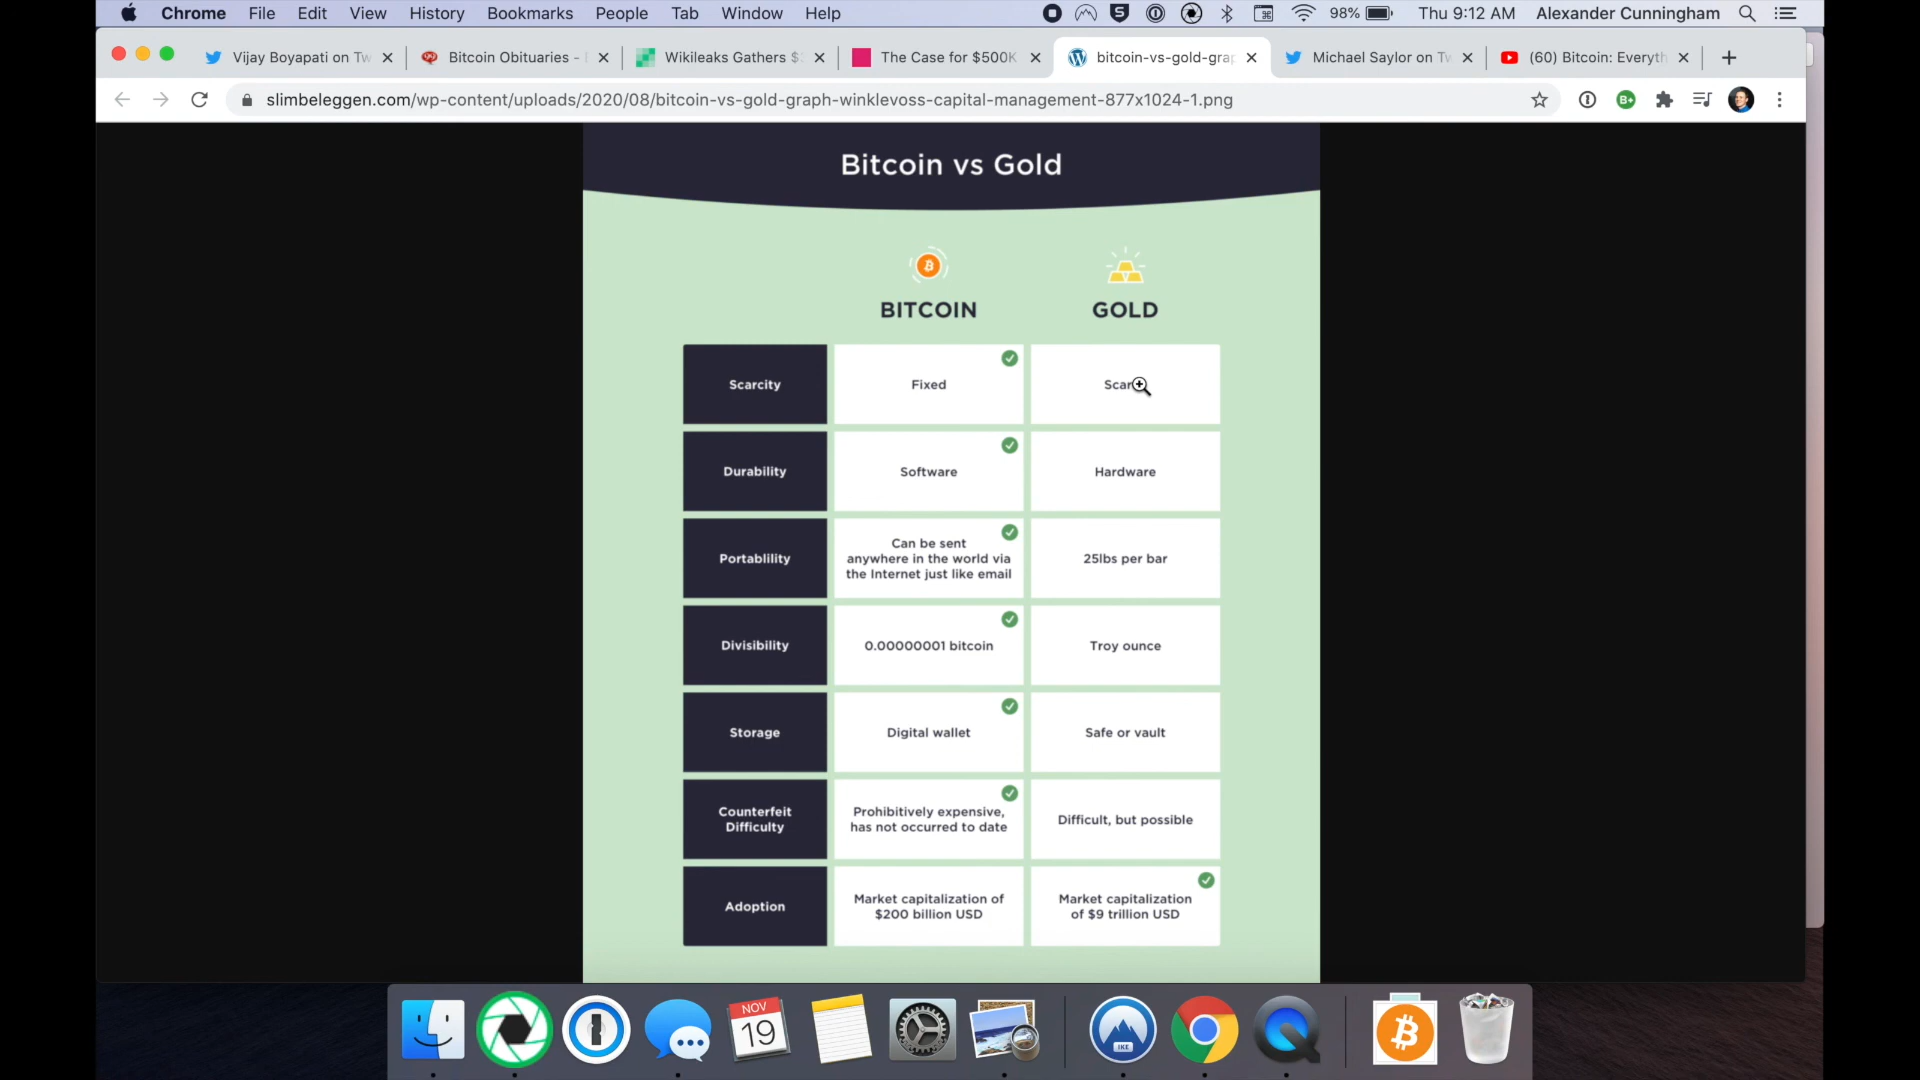 Chrome File Edit View History Bookmarks People Tab Window Help 98% Thu 9:12 AM Alexander Cunningham
Vijay Boyapati on Tw Bitcoin Obituaries - Wikileaks Gathers $ The Case for $500K bitcoin-vs-gold-grap Michael Saylor on Tw (60) Bitcoin: Everyth
slimbeleggen.com/wp-content/uploads/2020/08/bitcoin-vs-gold-graph-winklevoss-capital-management-877x1024-1.png
Bitcoin vs Gold
BITCOIN GOLD
Scarcity Fixed Scar
Durability Software Hardware
Portablility
Can be sent
anywhere in the world via
the Internet just like email
25lbs per bar
Divisibility 0.00000001 bitcoin Troy ounce
Storage Digital wallet Safe or vault
Counterfeit
Difficulty
Prohibitively expensive,
has not occurred to date
Difficult, but possible
Adoption
Market capitalization of
$200 billion USD
Market capitalization
of $9 trillion USD
NOV
19
IKE